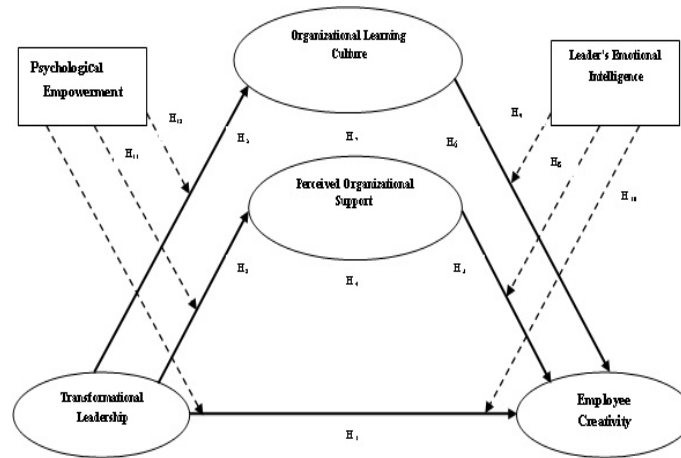 Organizational Learning
Culture
Psychological
Empowerment
Leader's Emotional
Intelligence
H₁₂
H₉
H₁₁
H₅
H₇
H₆
H₈
Perceived Organizational
Support
H₁₀
H₂
H₄
H₃
Transformational
Leadership
Employee
Creativity
H₁